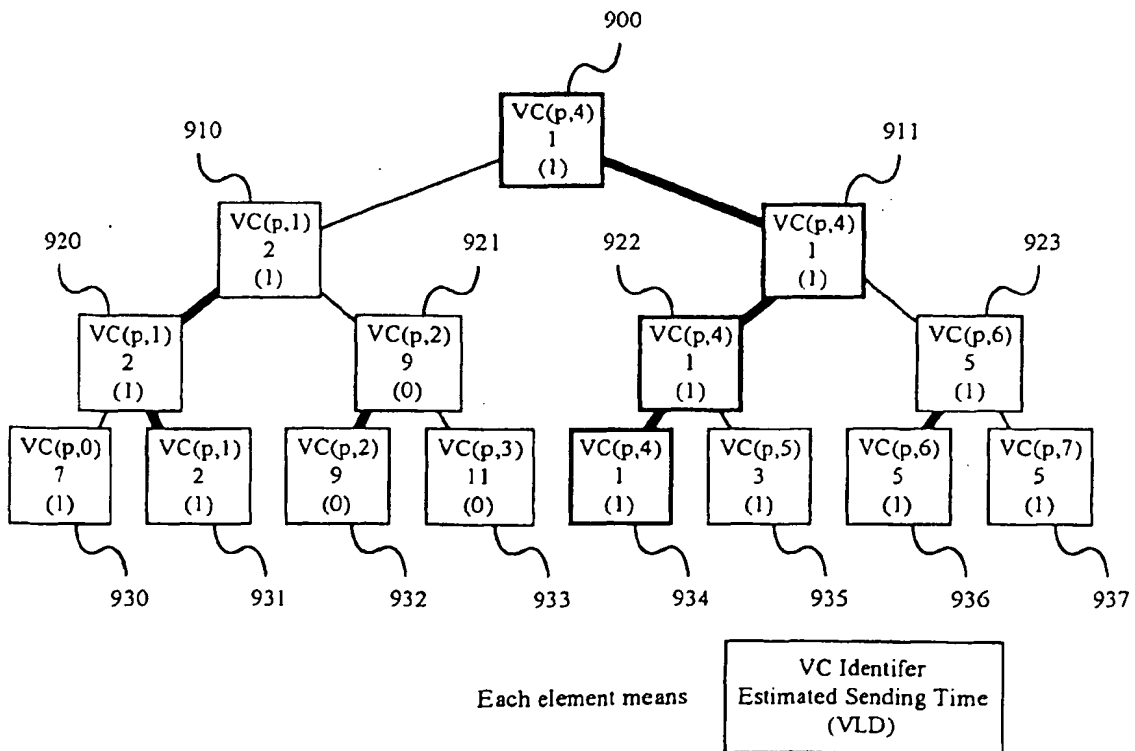 900
VC(p,4)
1
(1)
910
911
VC(p,1)
2
(1)
VC(p,4)
1
(1)
920
921
922
923
VC(p,1)
2
(1)
VC(p,2)
9
(0)
VC(p,4)
1
(1)
VC(p,6)
5
(1)
VC(p,0)
7
(1)
VC(p,1)
2
(1)
VC(p,2)
9
(0)
VC(p,3)
11
(0)
VC(p,4)
1
(1)
VC(p,5)
3
(1)
VC(p,6)
5
(1)
VC(p,7)
5
(1)
930
931
932
933
934
935
936
937
Each element means
VC Identifer
Estimated Sending Time
(VLD)